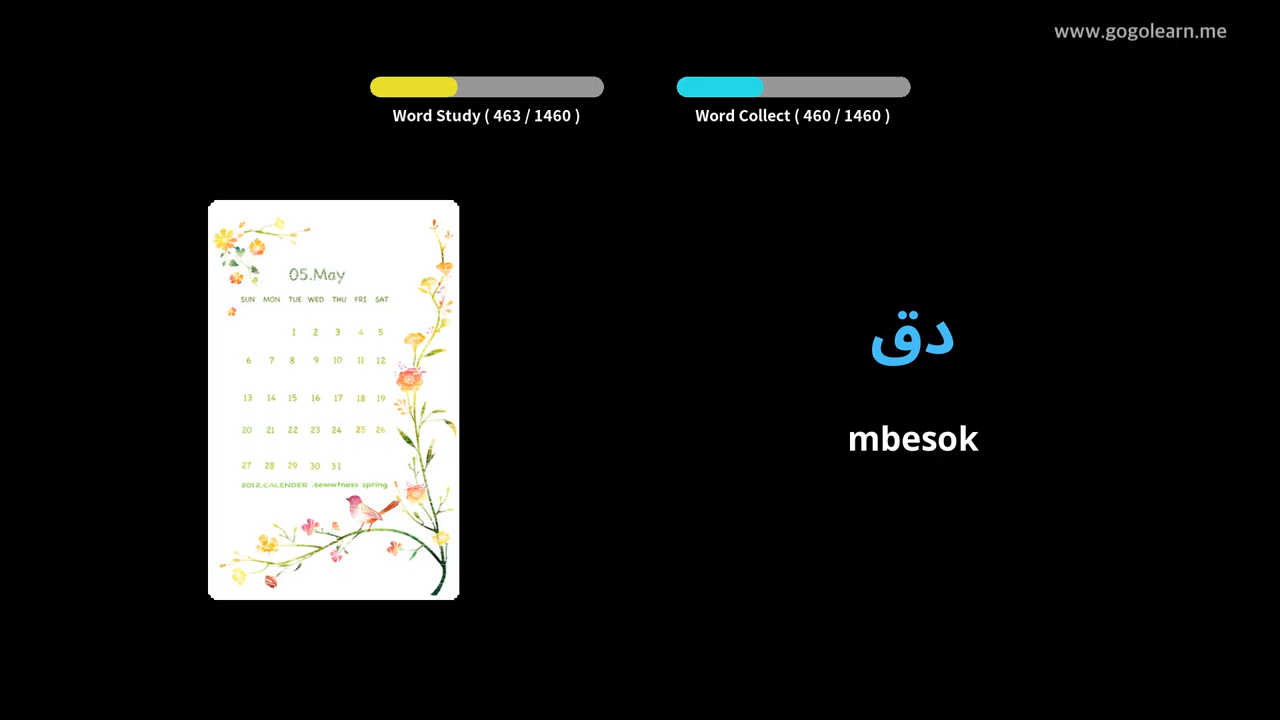 www.gogolearn.me
Word Study ( 463 / 1460 )
Word Collect ( 460 / 1460 )
05.May
SUN MON TUE WED THU FRI SAT
1 2 3 4 5
6 7 8 9 10 11 12
13 14 15 16 17 18 19
20 21 22 23 24 25 26
27 28 29 30 31
2012.CALENDER .sewwtness spring
دق
mbesok